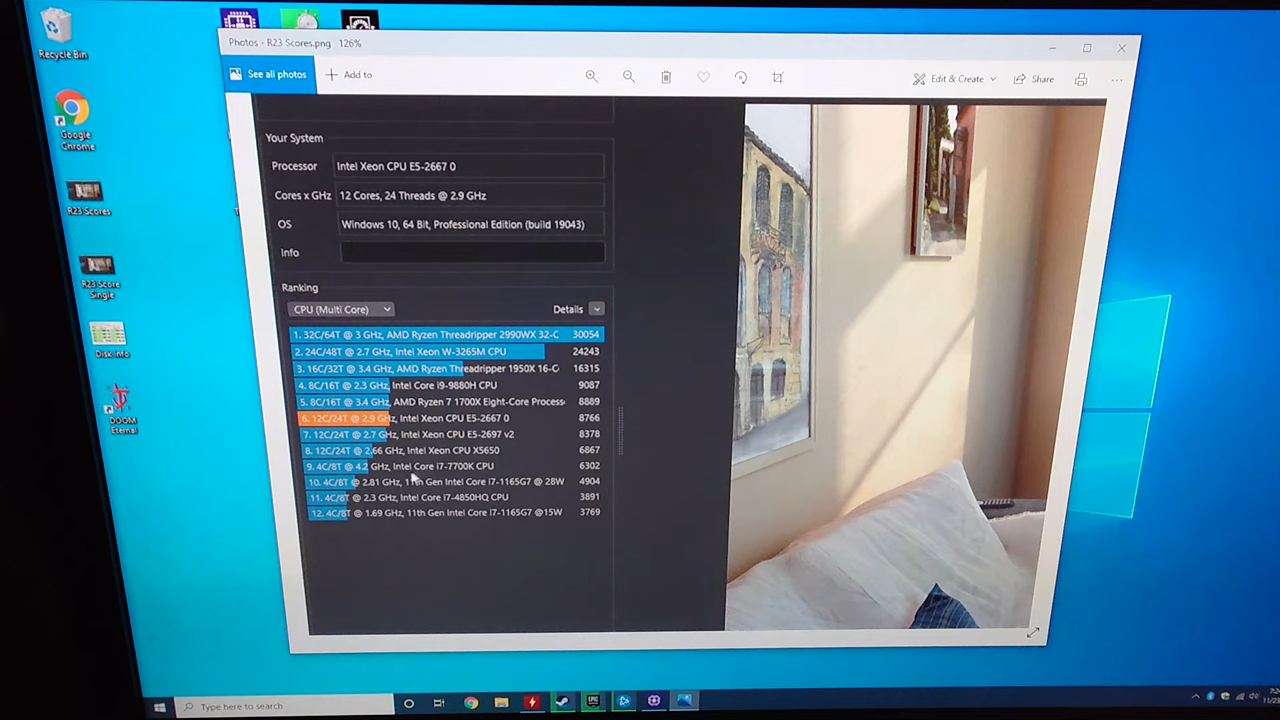 Recycle Bin
Google
Chrome
R23 Scores
R23 Score
Single
Disk info
DOOM
Eternal
Photos - R23 Scores.png 126%
See all photos
Add to
Edit & Create
Share
Your System
Processor Intel Xeon CPU E5-2667 0
Cores x GHz 12 Cores, 24 Threads @ 2.9 GHz
OS Windows 10, 64 Bit, Professional Edition (build 19043)
Info
Ranking
CPU (Multi Core) Details
1. 32C/64T @ 3 GHz, AMD Ryzen Threadripper 2990WX 32-C 30054
2. 24C/48T @ 2.7 GHz, Intel Xeon W-3265M CPU 24243
3. 16C/32T @ 3.4 GHz, AMD Ryzen Threadripper 1950X 16-C 16315
4. 8C/16T @ 2.3 GHz, Intel Core i9-9880H CPU 9087
5. 8C/16T @ 3.4 GHz, AMD Ryzen 7 1700X Eight-Core Process 8889
6. 12C/24T @ 2.9 GHz, Intel Xeon CPU E5-2667 0 8766
7. 12C/24T @ 2.7 GHz, Intel Xeon CPU E5-2697 v2 8378
8. 12C/24T @ 2.66 GHz, Intel Xeon CPU X5650 6867
9. 4C/8T @ 4.2 GHz, Intel Core i7-7700K CPU 6302
10. 4C/8T @ 2.81 GHz, 11th Gen Intel Core i7-1165G7 @ 28W 4904
11. 4C/8T @ 2.3 GHz, Intel Core i7-4850HQ CPU 3891
12. 4C/8T @ 1.69 GHz, 11th Gen Intel Core i7-1165G7 @15W 3769
Type here to search